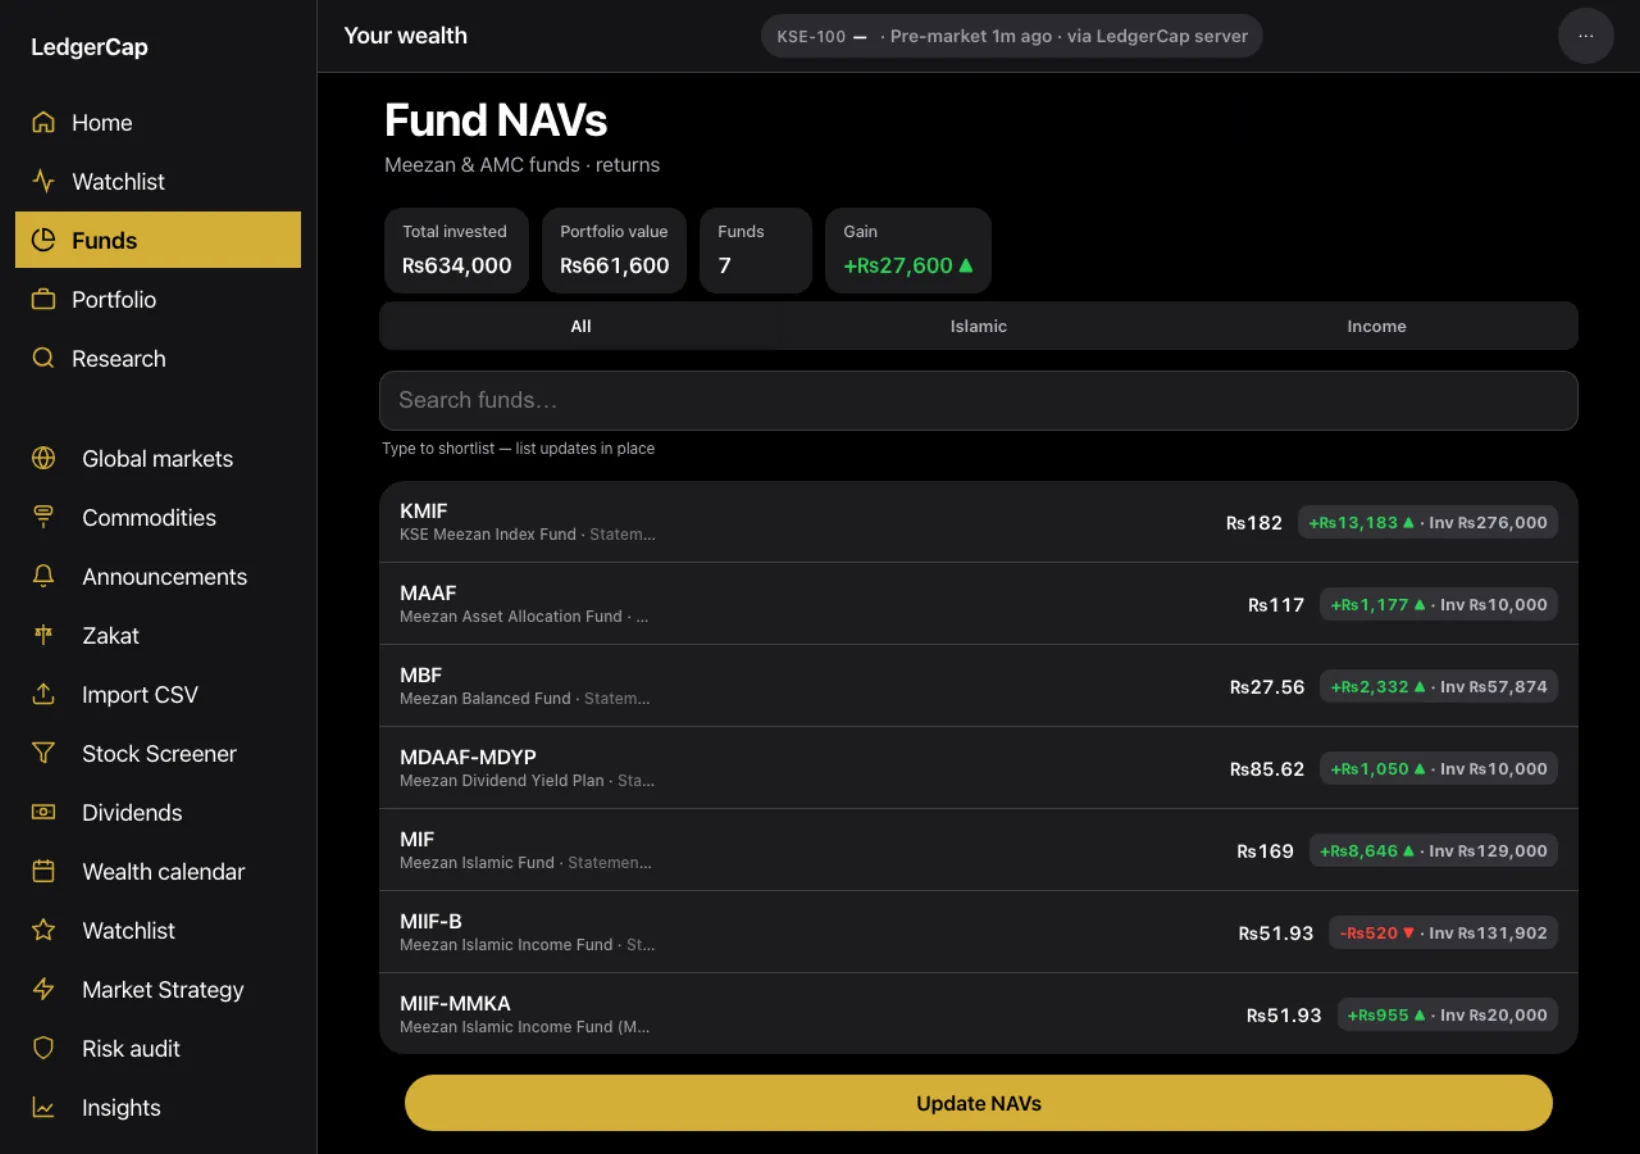 LedgerCap
Home
Watchlist
Funds
Portfolio
Research
Global markets
Commodities
Announcements
Zakat
Import CSV
Stock Screener
Dividends
Wealth calendar
Watchlist
Market Strategy
Risk audit
Insights
Your wealth
KSE-100 — · Pre-market 1m ago · via LedgerCap server
...
Fund NAVs
Meezan & AMC funds · returns
Total invested
Rs634,000
Portfolio value
Rs661,600
Funds
7
Gain
+Rs27,600 ▲
All
Islamic
Income
Search funds...
Type to shortlist — list updates in place
KMIF
KSE Meezan Index Fund · Statem...
Rs182
+Rs13,183 ▲ · Inv Rs276,000
MAAF
Meezan Asset Allocation Fund · ...
Rs117
+Rs1,177 ▲ · Inv Rs10,000
MBF
Meezan Balanced Fund · Statem...
Rs27.56
+Rs2,332 ▲ · Inv Rs57,874
MDAAF-MDYP
Meezan Dividend Yield Plan · Sta...
Rs85.62
+Rs1,050 ▲ · Inv Rs10,000
MIF
Meezan Islamic Fund · Statemen...
Rs169
+Rs8,646 ▲ · Inv Rs129,000
MIIF-B
Meezan Islamic Income Fund · St...
Rs51.93
-Rs520 ▼ · Inv Rs131,902
MIIF-MMKA
Meezan Islamic Income Fund (M...
Rs51.93
+Rs955 ▲ · Inv Rs20,000
Update NAVs